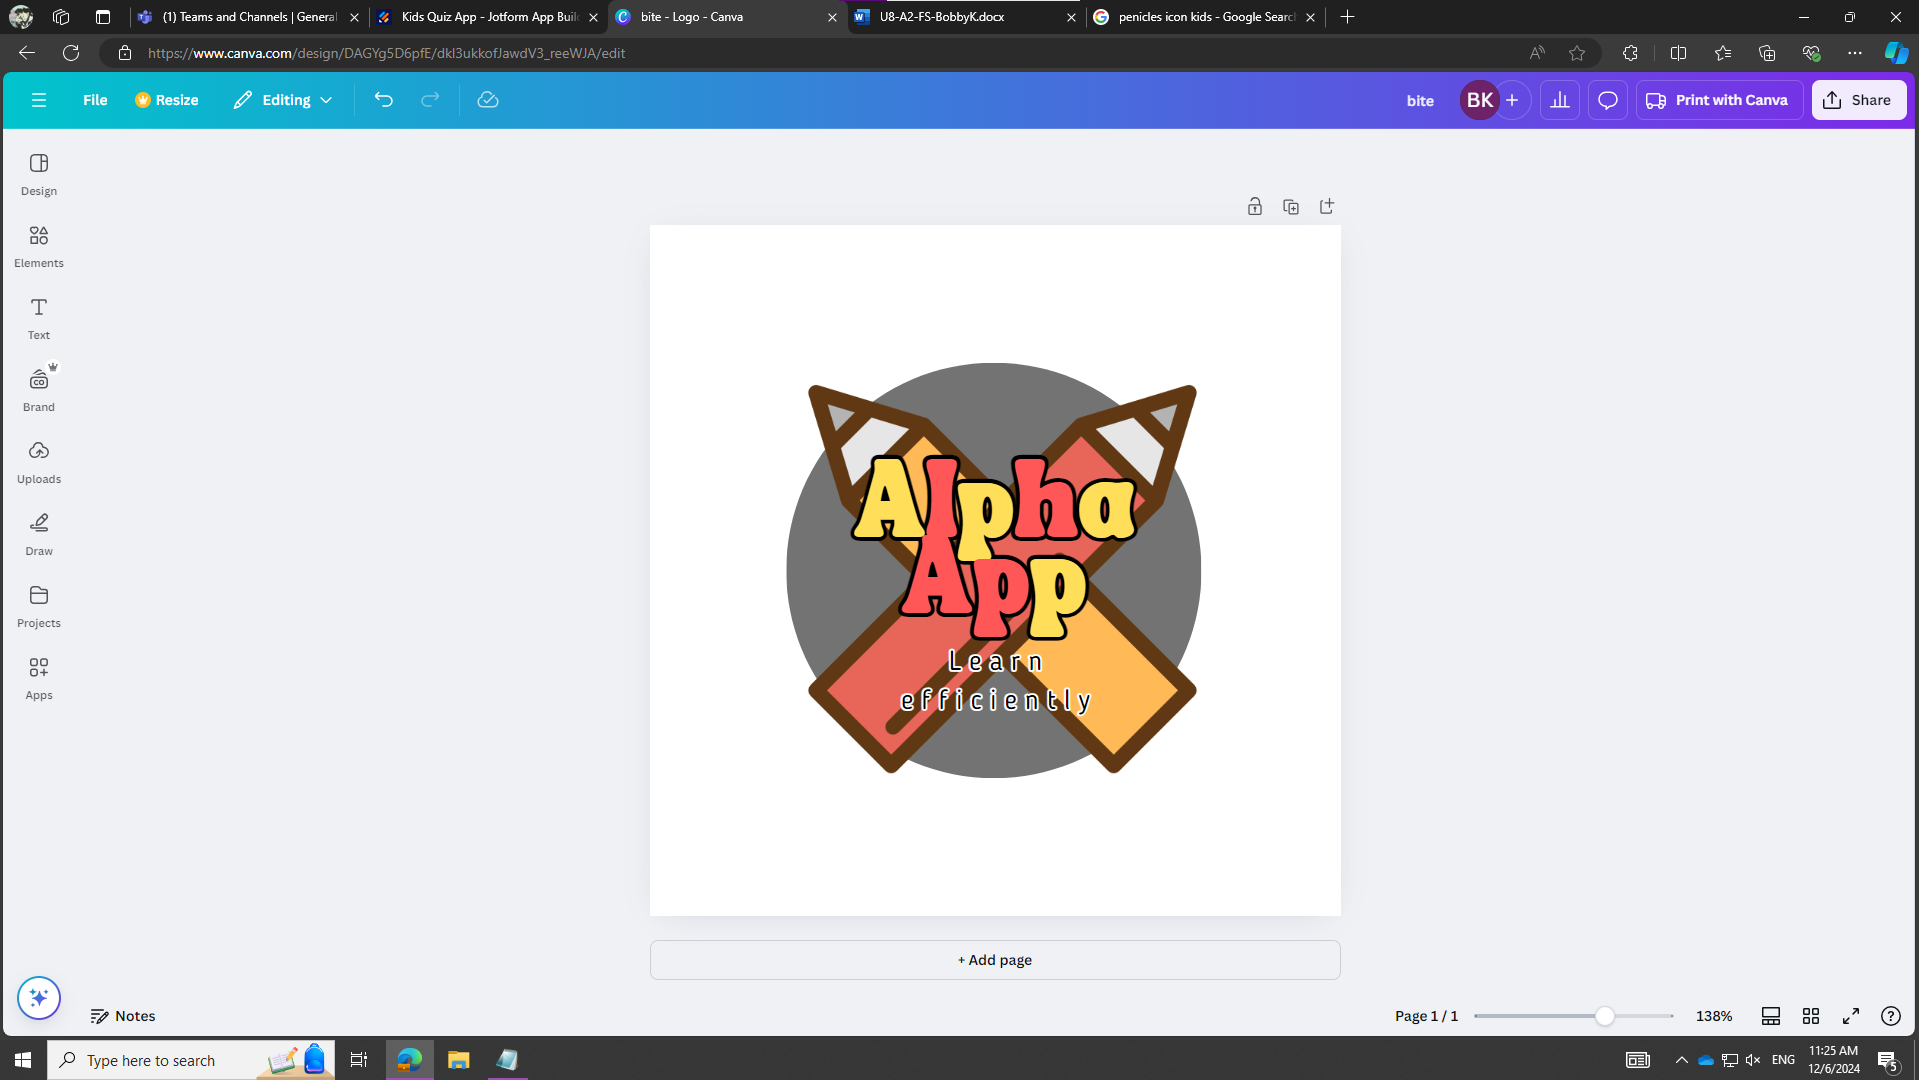 (1) Teams and Channels | General
Kids Quiz App - Jotform App Buil
bite - Logo - Canva
U8-A2-FS-BobbyK.docx
penicles icon kids - Google Search
https://www.canva.com/design/DAGYg5D6pfE/dkl3ukkofJawdV3_reeWJA/edit
File
Resize
Editing
bite
BK
Print with Canva
Share
Design
Elements
Text
CO
Brand
Uploads
Draw
Projects
Apps
Alpha
App
Learn
efficiently
+ Add page
Notes
Page 1 / 1
138%
Type here to search
ENG
11:25 AM
12/6/2024
5